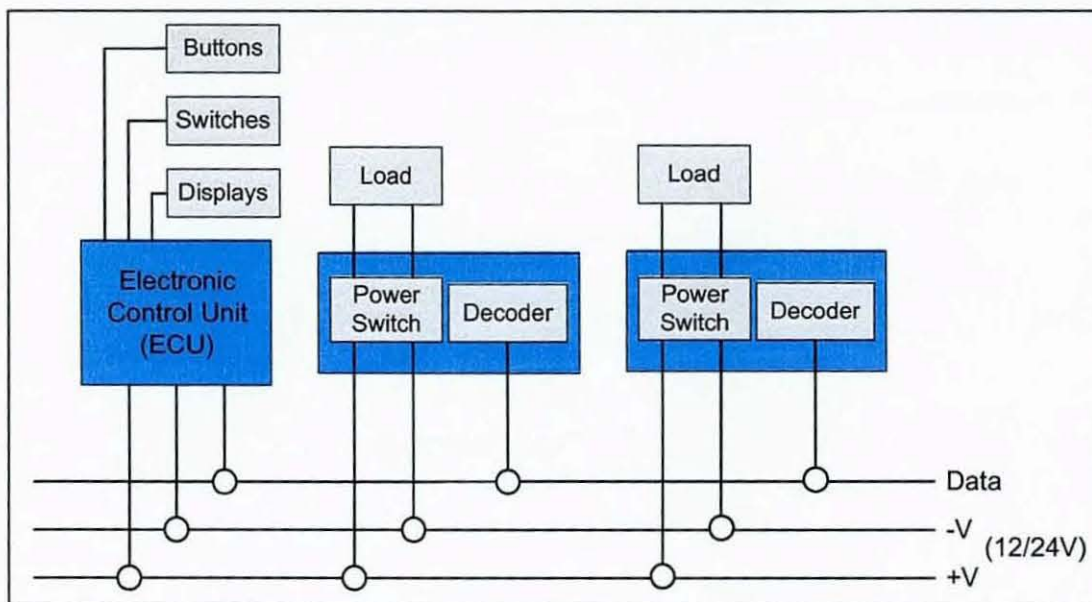 Buttons
Switches
Displays
Electronic
Control Unit
(ECU)
Load
Power
Switch
Decoder
Load
Power
Switch
Decoder
Data
-V
(12/24V)
+V